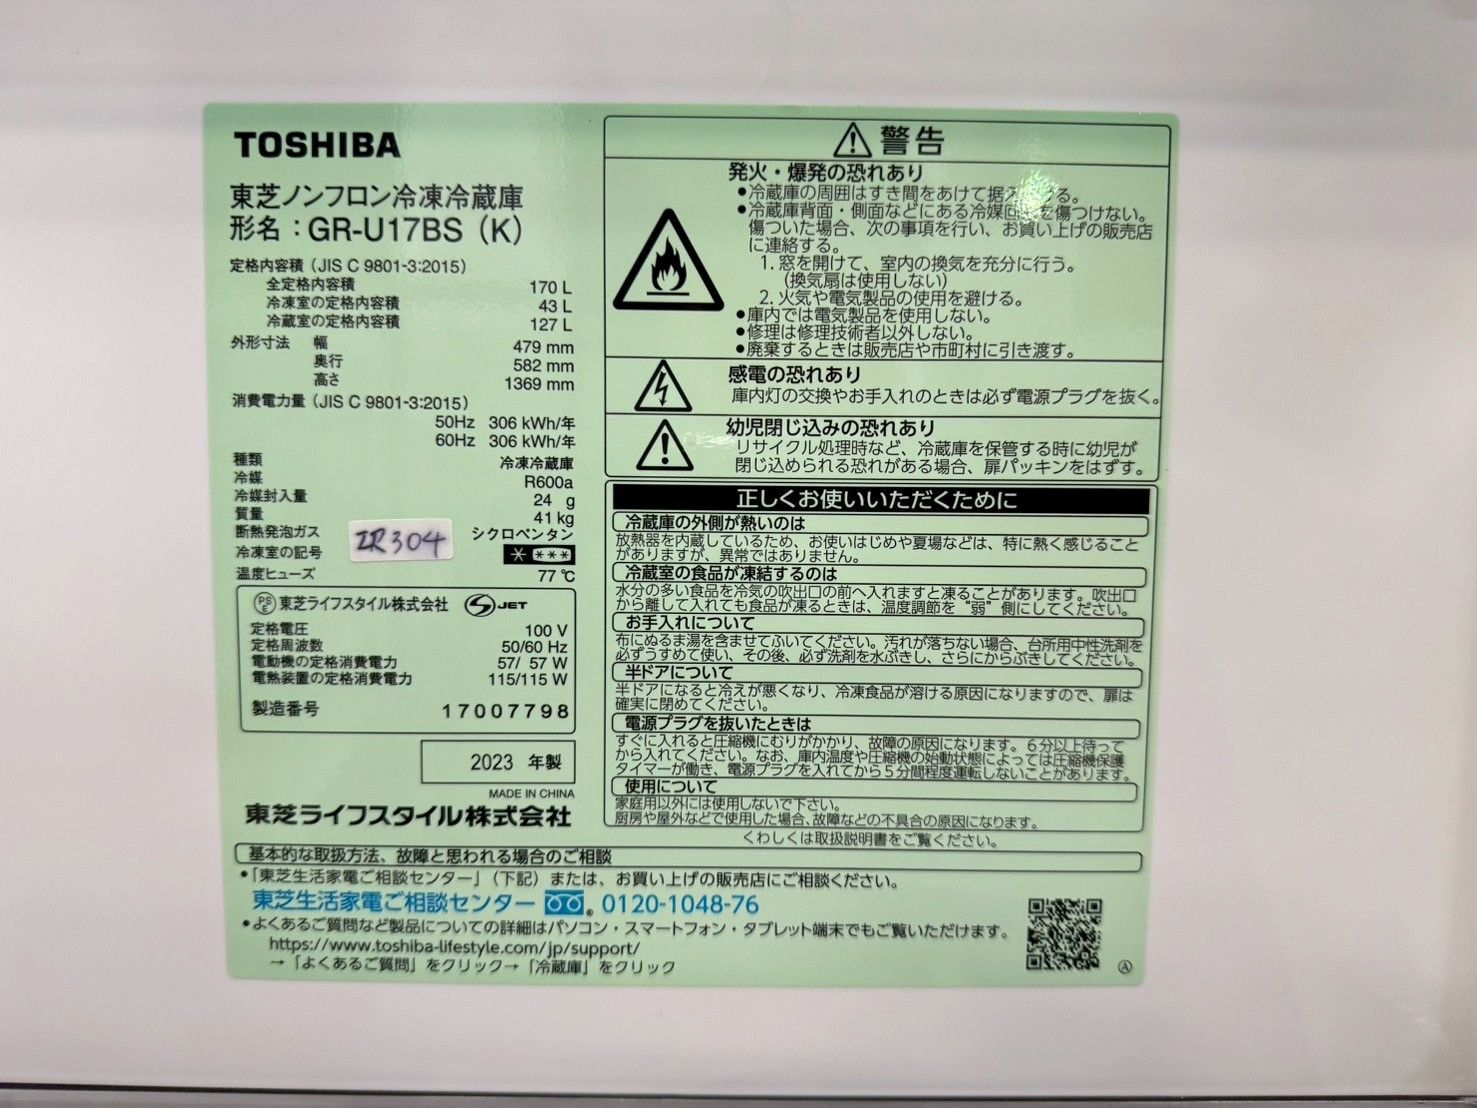 TOSHIBA
東芝ノンフロン冷凍冷蔵庫
形名：GR-U17BS（K）
定格内容積（JIS C 9801-3:2015）
全定格内容積 170 L
冷凍室の定格内容積 43 L
冷蔵室の定格内容積 127 L
外形寸法 幅 479 mm
奥行 582 mm
高さ 1369 mm
消費電力量（JIS C 9801-3:2015）
50Hz 306 kWh/年
60Hz 306 kWh/年
種類 冷凍冷蔵庫
冷媒 R600a
冷媒封入量 24 g
質量 41 kg
断熱発泡ガス シクロペンタン
冷凍室の記号 * ***
温度ヒューズ 77 ℃
IR304
PS E 東芝ライフスタイル株式会社 S JET
定格電圧 100 V
定格周波数 50/60 Hz
電動機の定格消費電力 57/ 57 W
電熱装置の定格消費電力 115/115 W
製造番号 17007798
2023 年製
MADE IN CHINA
東芝ライフスタイル株式会社
警告
発火・爆発の恐れあり
●冷蔵庫の周囲はすき間をあけて据える。
●冷蔵庫背面・側面などにある冷媒回を傷つけない。
傷ついた場合、次の事項を行い、お買い上げの販売店
に連絡する。
1. 窓を開けて、室内の換気を充分に行う。
（換気扇は使用しない）
2. 火気や電気製品の使用を避ける。
●庫内では電気製品を使用しない。
●修理は修理技術者以外しない。
●廃棄するときは販売店や市町村に引き渡す。
感電の恐れあり
庫内灯の交換やお手入れのときは必ず電源プラグを抜く。
幼児閉じ込みの恐れあり
リサイクル処理時など、冷蔵庫を保管する時に幼児が
閉じ込められる恐れがある場合、扉パッキンをはずす。
正しくお使いいただくために
冷蔵庫の外側が熱いのは
放熱器を内蔵しているため、お使いはじめや夏場などは、特に熱く感じること
がありますが、異常ではありません。
冷蔵室の食品が凍結するのは
水分の多い食品を冷気の吹出口の前へ入れますと凍ることがあります。吹出口
から離して入れても食品が凍るときは、温度調節を“弱”側にしてください。
お手入れについて
布にぬるま湯を含ませてふいてください。汚れが落ちない場合、台所用中性洗剤を
必ずうすめて使い、その後、必ず洗剤を水ぶきし、さらにからぶきしてください。
半ドアについて
半ドアになると冷えが悪くなり、冷凍食品が溶ける原因になりますので、扉は
確実に閉めてください。
電源プラグを抜いたときは
すぐに入れると圧縮機にむりがかかり、故障の原因になります。6分以上待って
から入れてください。なお、庫内温度や圧縮機の始動状態によっては圧縮機保護
タイマーが働き、電源プラグを入れてから5分間程度運転しないことがあります。
使用について
家庭用以外には使用しないで下さい。
厨房や屋外などで使用した場合、故障などの不具合の原因になります。
くわしくは取扱説明書をご覧ください。
基本的な取扱方法、故障と思われる場合のご相談
●「東芝生活家電ご相談センター」（下記）または、お買い上げの販売店にご相談ください。
東芝生活家電ご相談センター ® 0120-1048-76
●よくあるご質問など製品についての詳細はパソコン・スマートフォン・タブレット端末でもご覧いただけます。
https://www.toshiba-lifestyle.com/jp/support/
→「よくあるご質問」をクリック→「冷蔵庫」をクリック
Ⓐ